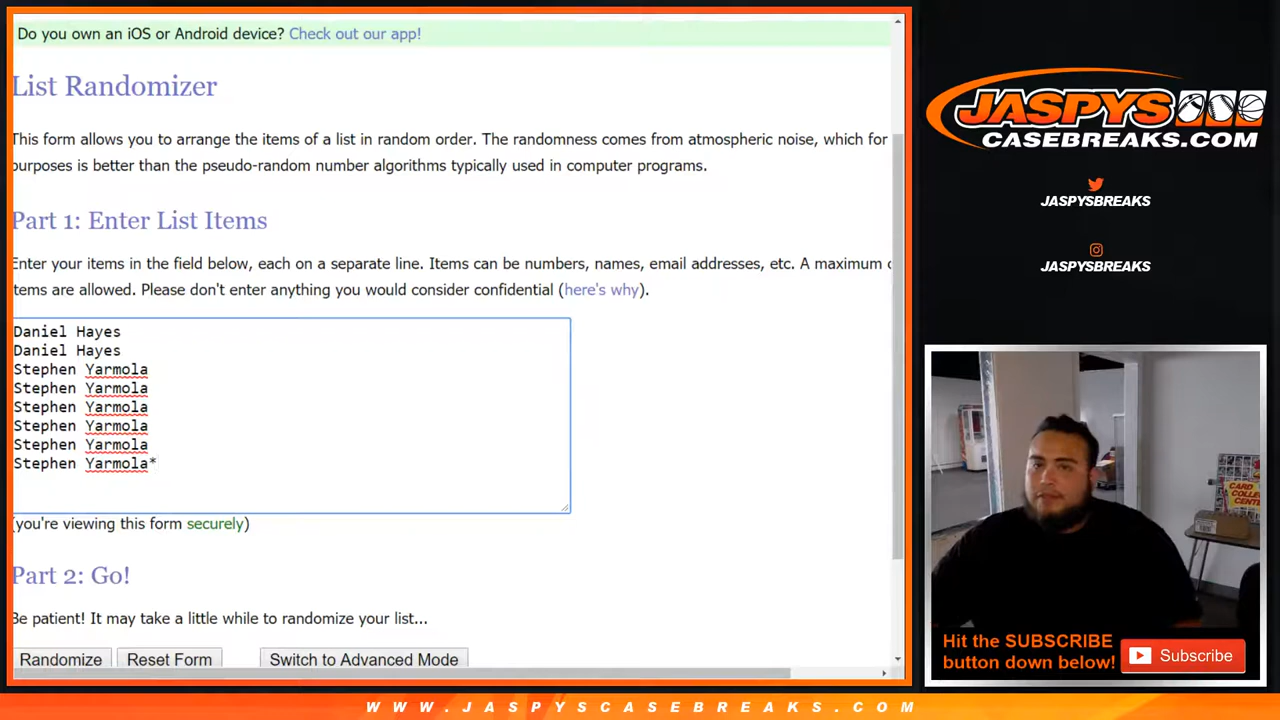 Do you own an iOS or Android device? Check out our app!
List Randomizer
This form allows you to arrange the items of a list in random order. The randomness comes from atmospheric noise, which for
purposes is better than the pseudo-random number algorithms typically used in computer programs.
Part 1: Enter List Items
Enter your items in the field below, each on a separate line. Items can be numbers, names, email addresses, etc. A maximum
items are allowed. Please don't enter anything you would consider confidential (here's why).
Daniel Hayes
Daniel Hayes
Stephen Yarmola
Stephen Yarmola
Stephen Yarmola
Stephen Yarmola
Stephen Yarmola
Stephen Yarmola*
(you're viewing this form securely)
Part 2: Go!
Be patient! It may take a little while to randomize your list...
Randomize Reset Form Switch to Advanced Mode
JASPYS
CASEBREAKS.COM
JASPYSBREAKS
JASPYSBREAKS
CARD
COLLE
CENT
Hit the SUBSCRIBE
button down below!
Subscribe
WWW.JASPYSCASEBREAKS.COM